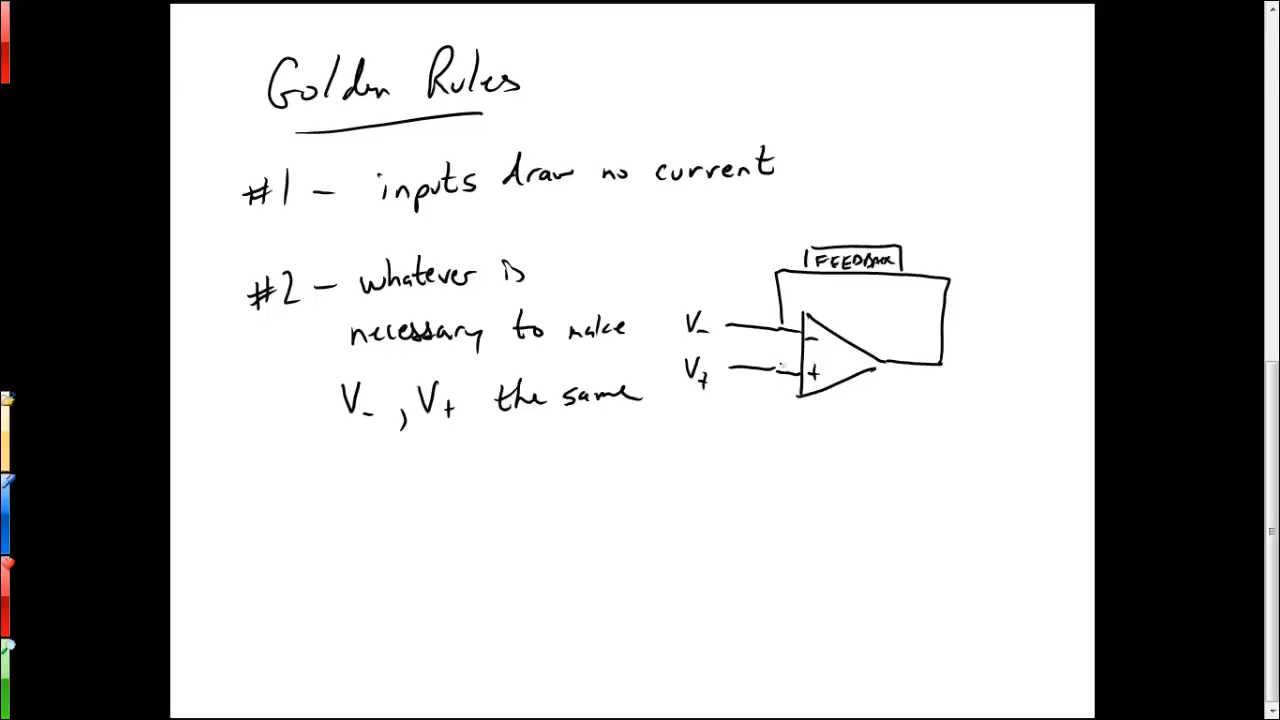 Golden Rules
#1 - inputs draw no current
#2 - whatever is
necessary to make
V- , V+ the same
FEEDBACK
V-
-
V+
+